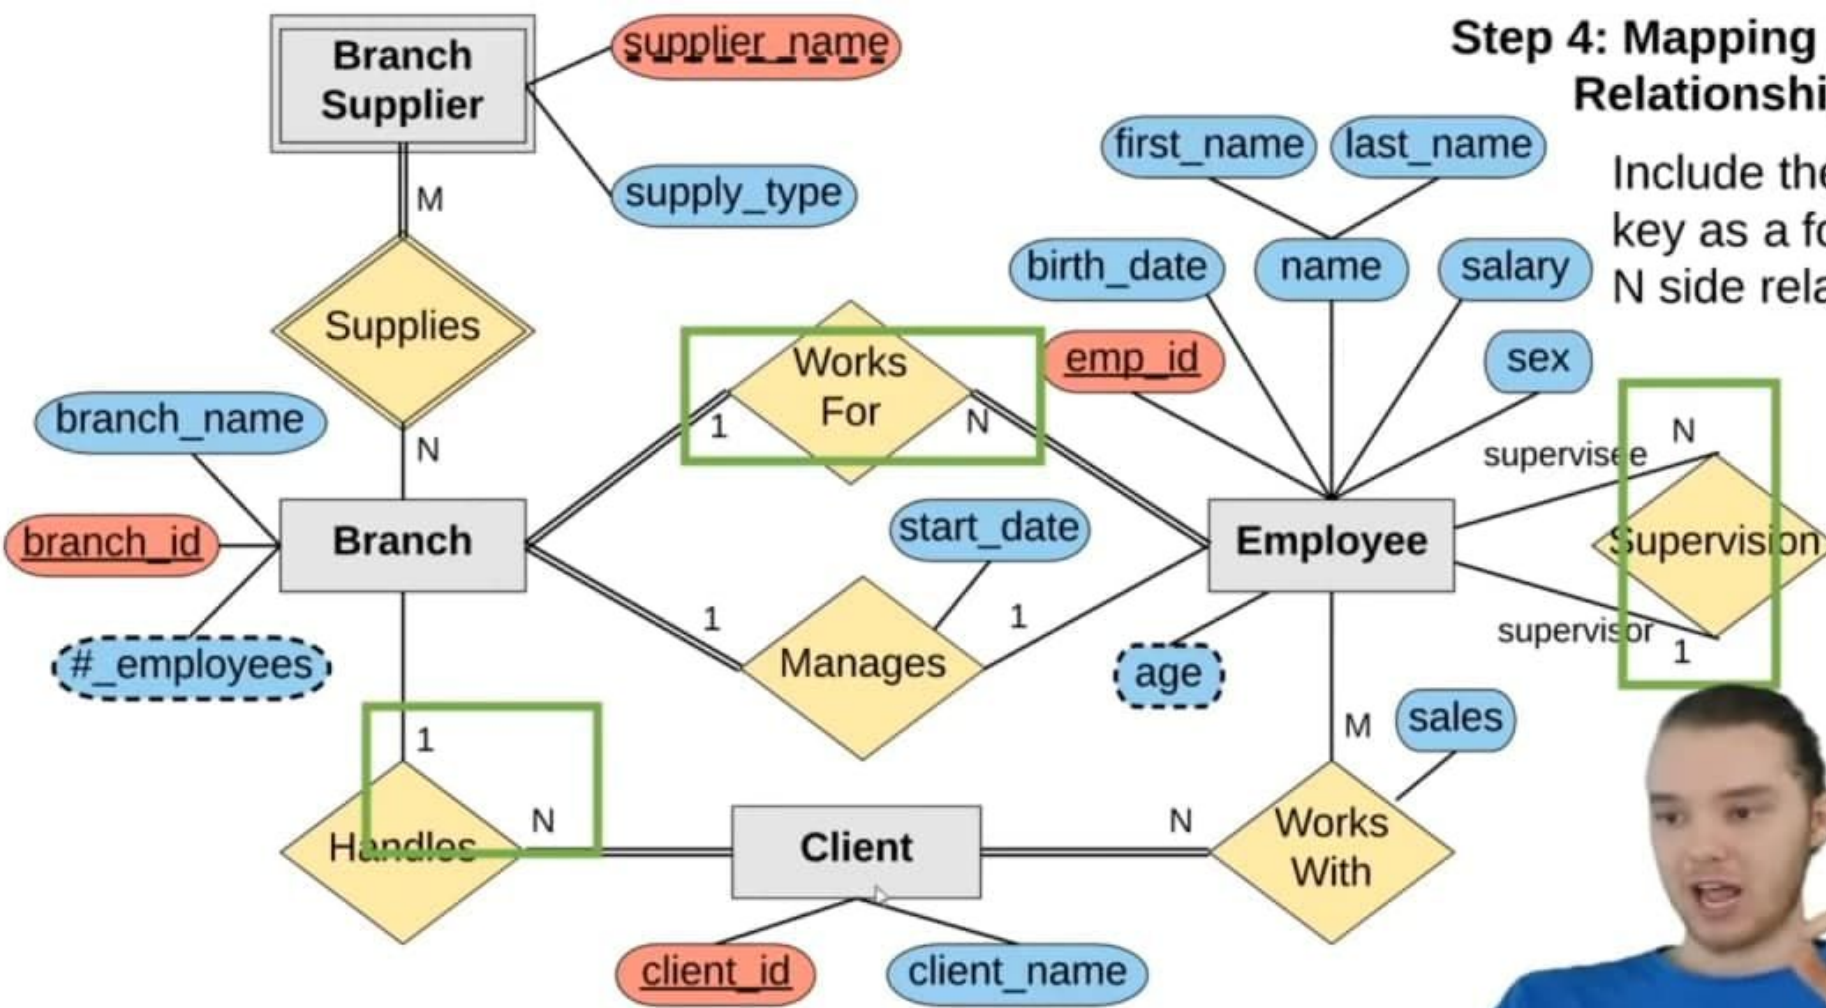 Step 4: Mapping
Relationshi
Include the
key as a fo
N side rela
Branch
Supplier
supplier_name
supply_type
M
Supplies
N
first_name
last_name
birth_date
name
salary
emp_id
sex
Works
For
1
N
branch_name
branch_id
#_employees
Branch
start_date
Employee
supervisee
N
Supervision
supervisor
1
1
Manages
1
age
1
Handles
N
Client
client_id
client_name
N
M
sales
Works
With